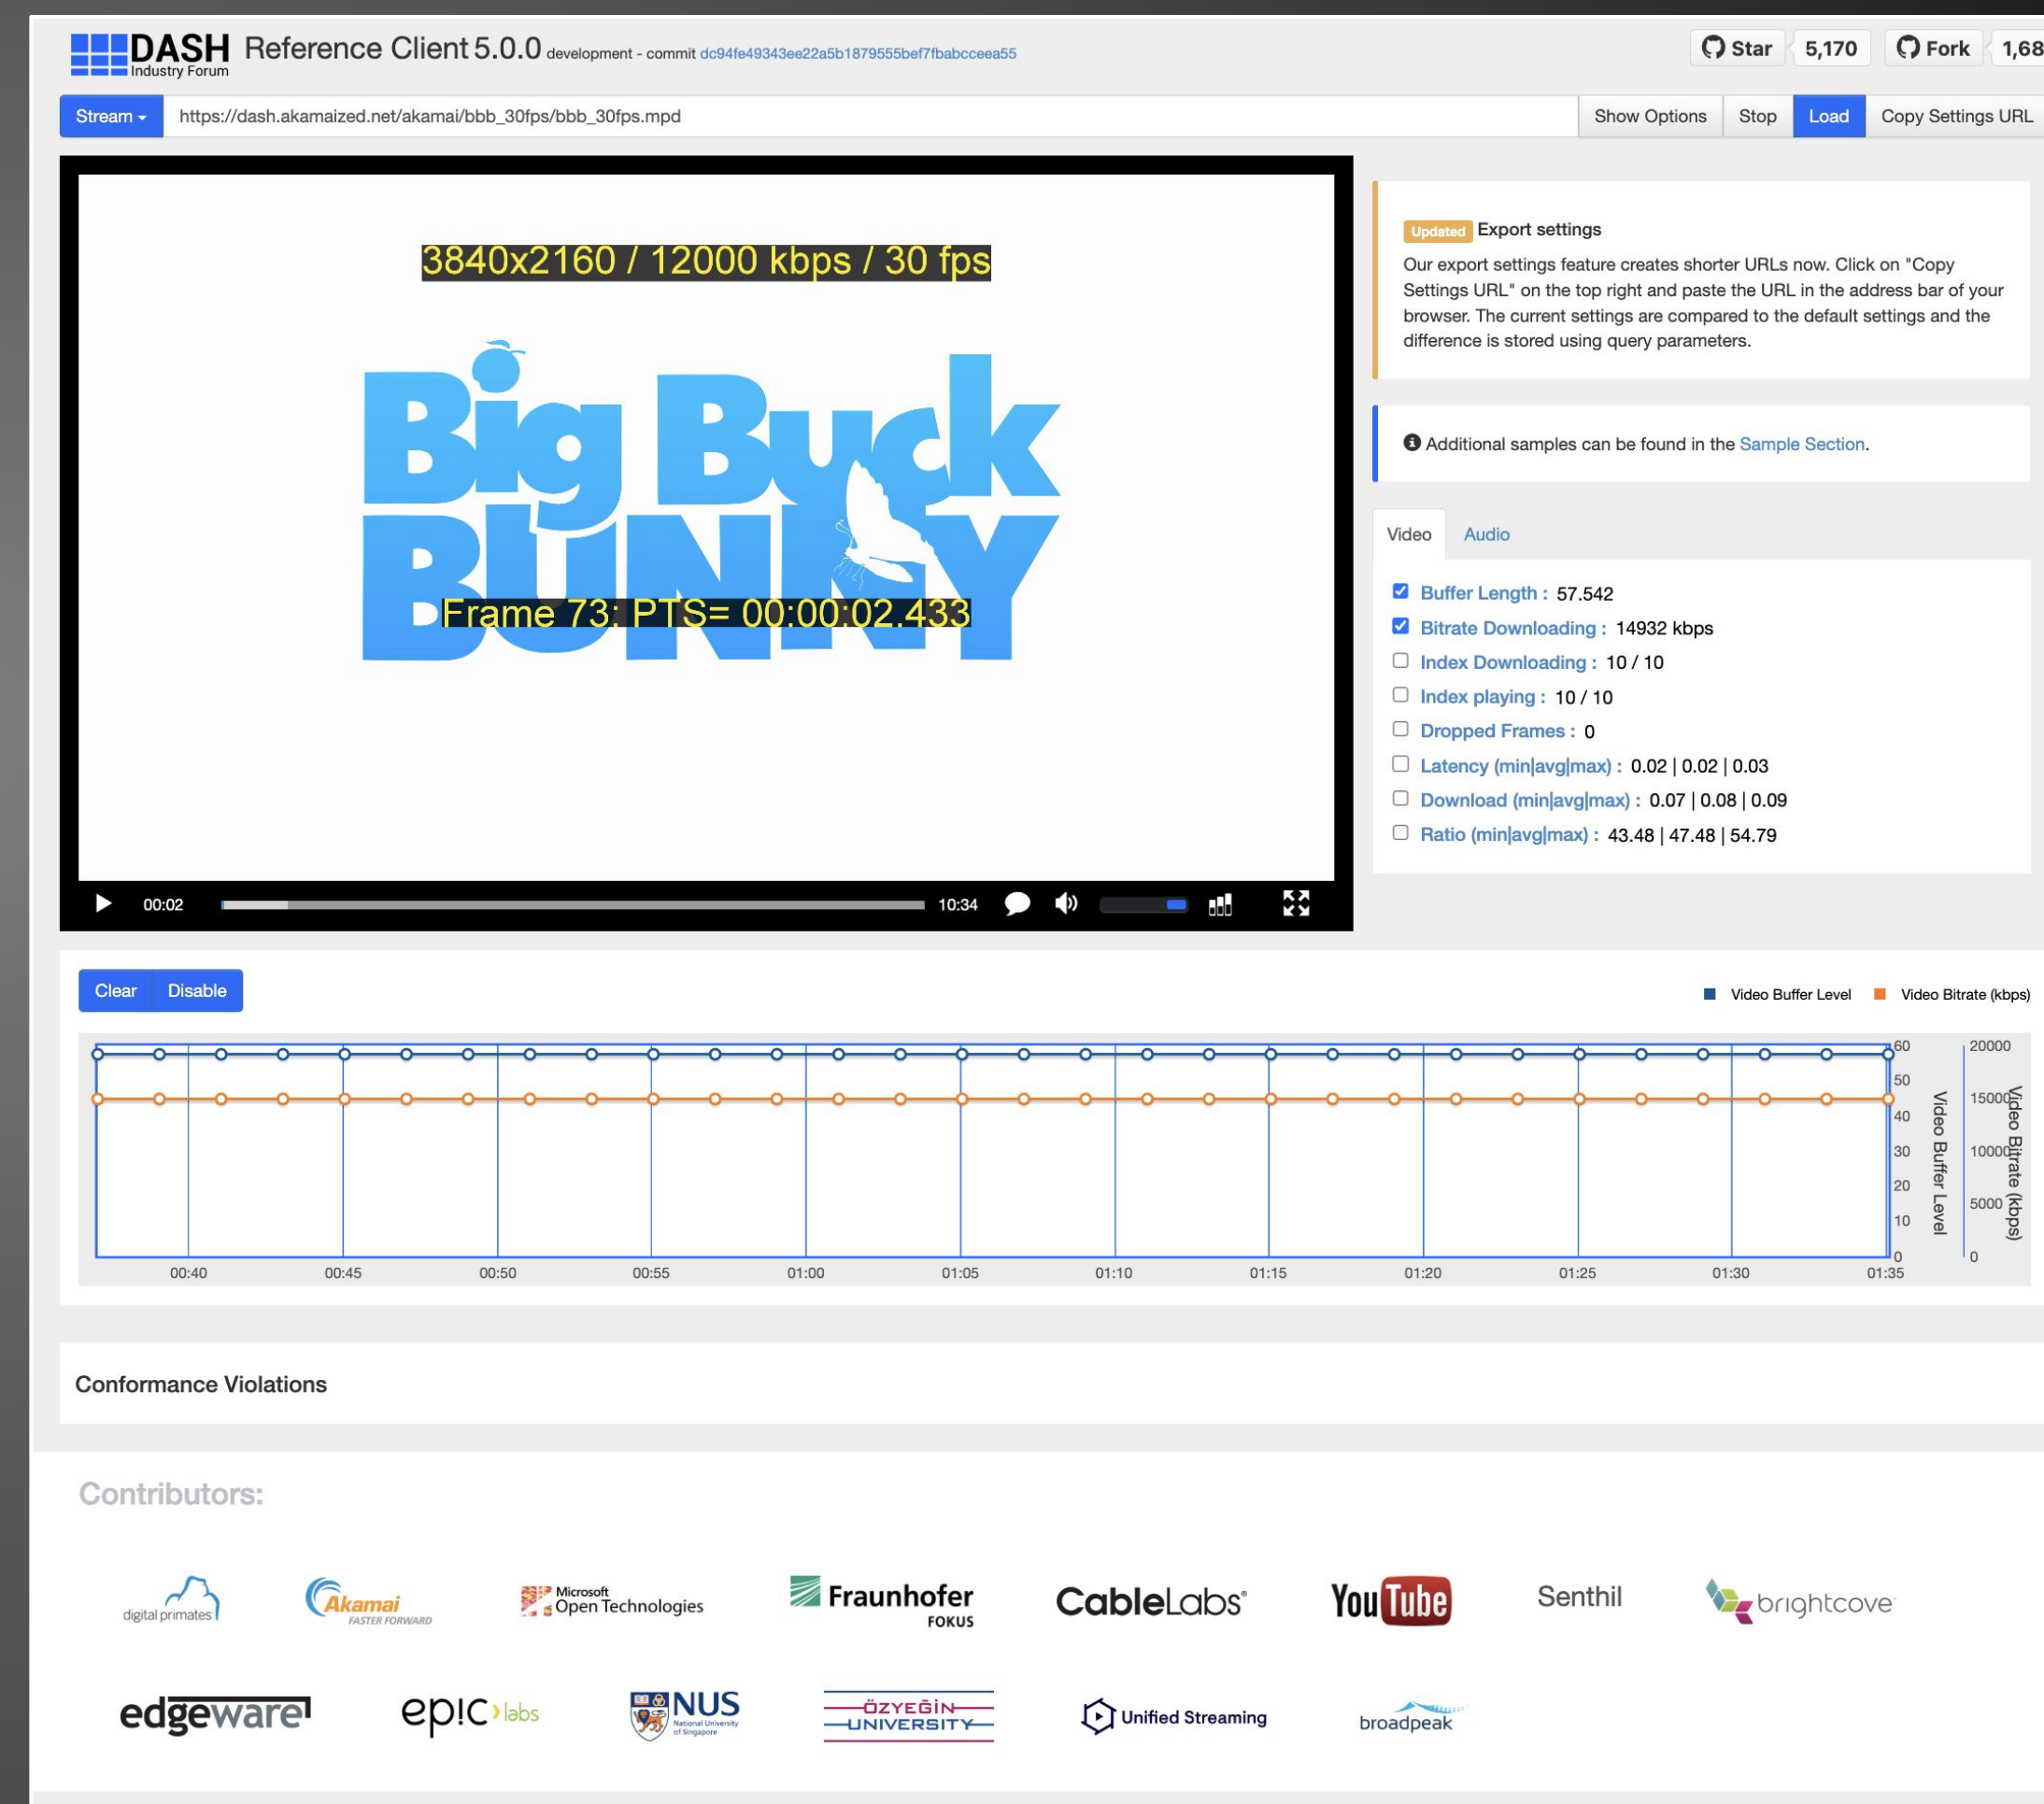 DASH
Industry Forum
Reference Client 5.0.0 development - commit dc94fe49343ee22a5b1879555bef7fbabcceea55
Star 5,170 Fork 1,68
Stream https://dash.akamaized.net/akamai/bbb_30fps/bbb_30fps.mpd Show Options Stop Load Copy Settings URL
3840x2160 / 12000 kbps / 30 fps
Big Buck
BUNNY
Frame 73: PTS= 00:00:02.433
00:02 10:34
Updated Export settings
Our export settings feature creates shorter URLs now. Click on "Copy
Settings URL" on the top right and paste the URL in the address bar of your
browser. The current settings are compared to the default settings and the
difference is stored using query parameters.
Additional samples can be found in the Sample Section.
Video Audio
Buffer Length : 57.542
Bitrate Downloading : 14932 kbps
Index Downloading : 10 / 10
Index playing : 10 / 10
Dropped Frames : 0
Latency (min|avg|max) : 0.02 | 0.02 | 0.03
Download (min|avg|max) : 0.07 | 0.08 | 0.09
Ratio (min|avg|max) : 43.48 | 47.48 | 54.79
Clear Disable
Video Buffer Level Video Bitrate (kbps)
60
50
40
30
20
10
0
Video Buffer Level
20000
15000
10000
5000
0
Video Bitrate (kbps)
00:40 00:45 00:50 00:55 01:00 01:05 01:10 01:15 01:20 01:25 01:30 01:35
Conformance Violations
Contributors:
digital primates
Akamai
FASTER FORWARD
Microsoft
Open Technologies
Fraunhofer
FOKUS
CableLabs®
YouTube
Senthil
brightcove
edgeware
ep!c labs
NUS
National University
of Singapore
ÖZYEĞİN
UNIVERSITY
Unified Streaming
broadpeak